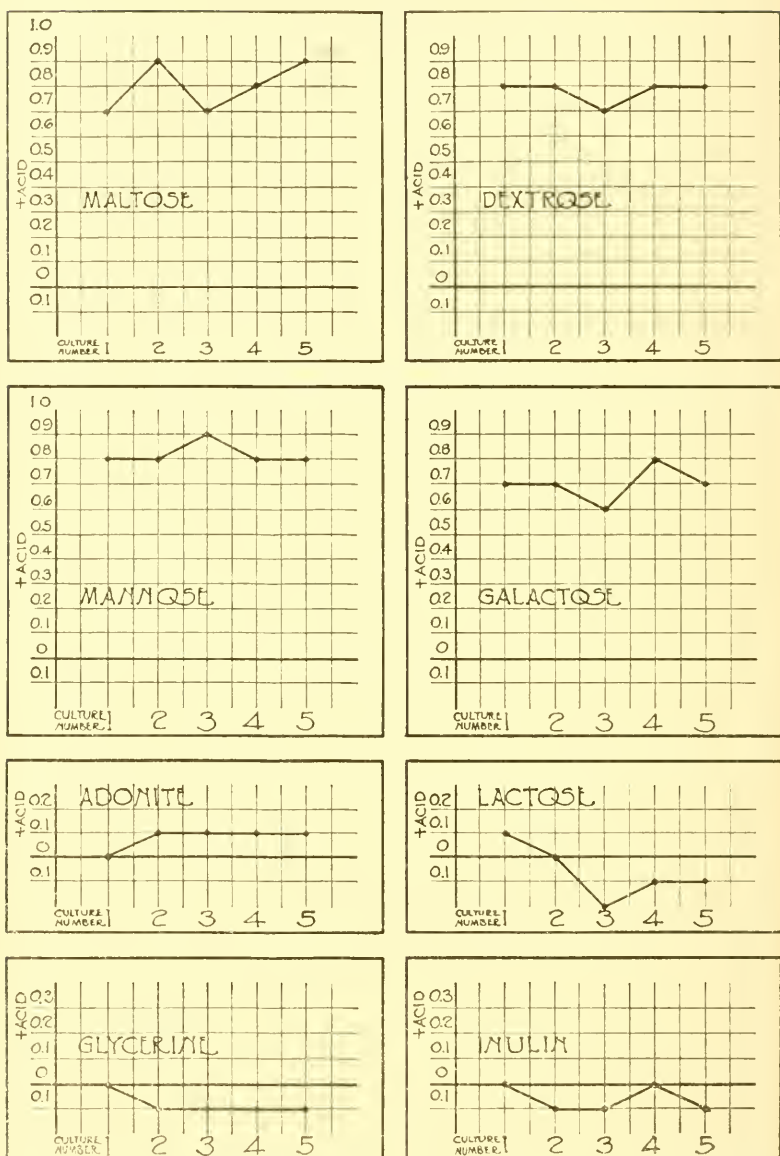 1.0
0.9
0.8
0.7
0.6
0.5
0.4
0.3
0.2
0.1
0
0.1
+ACID
MALTOSE
CULTURE NUMBER 1 2 3 4 5
0.9
0.8
0.7
0.6
0.5
0.4
0.3
0.2
0.1
0
0.1
+ACID
DEXTROSE
CULTURE NUMBER 1 2 3 4 5
1.0
0.9
0.8
0.7
0.6
0.5
0.4
0.3
0.2
0.1
0
0.1
+ACID
MANNOSE
CULTURE NUMBER 1 2 3 4 5
0.9
0.8
0.7
0.6
0.5
0.4
0.3
0.2
0.1
0
0.1
+ACID
GALACTOSE
CULTURE NUMBER 1 2 3 4 5
0.2
0.1
0
0.1
+ACID
ADONITE
CULTURE NUMBER 1 2 3 4 5
0.2
0.1
0
0.1
+ACID
LACTOSE
CULTURE NUMBER 1 2 3 4 5
0.3
0.2
0.1
0
0.1
+ACID
GLYCERINE
CULTURE NUMBER 1 2 3 4 5
0.3
0.2
0.1
0
0.1
+ACID
INULIN
CULTURE NUMBER 1 2 3 4 5